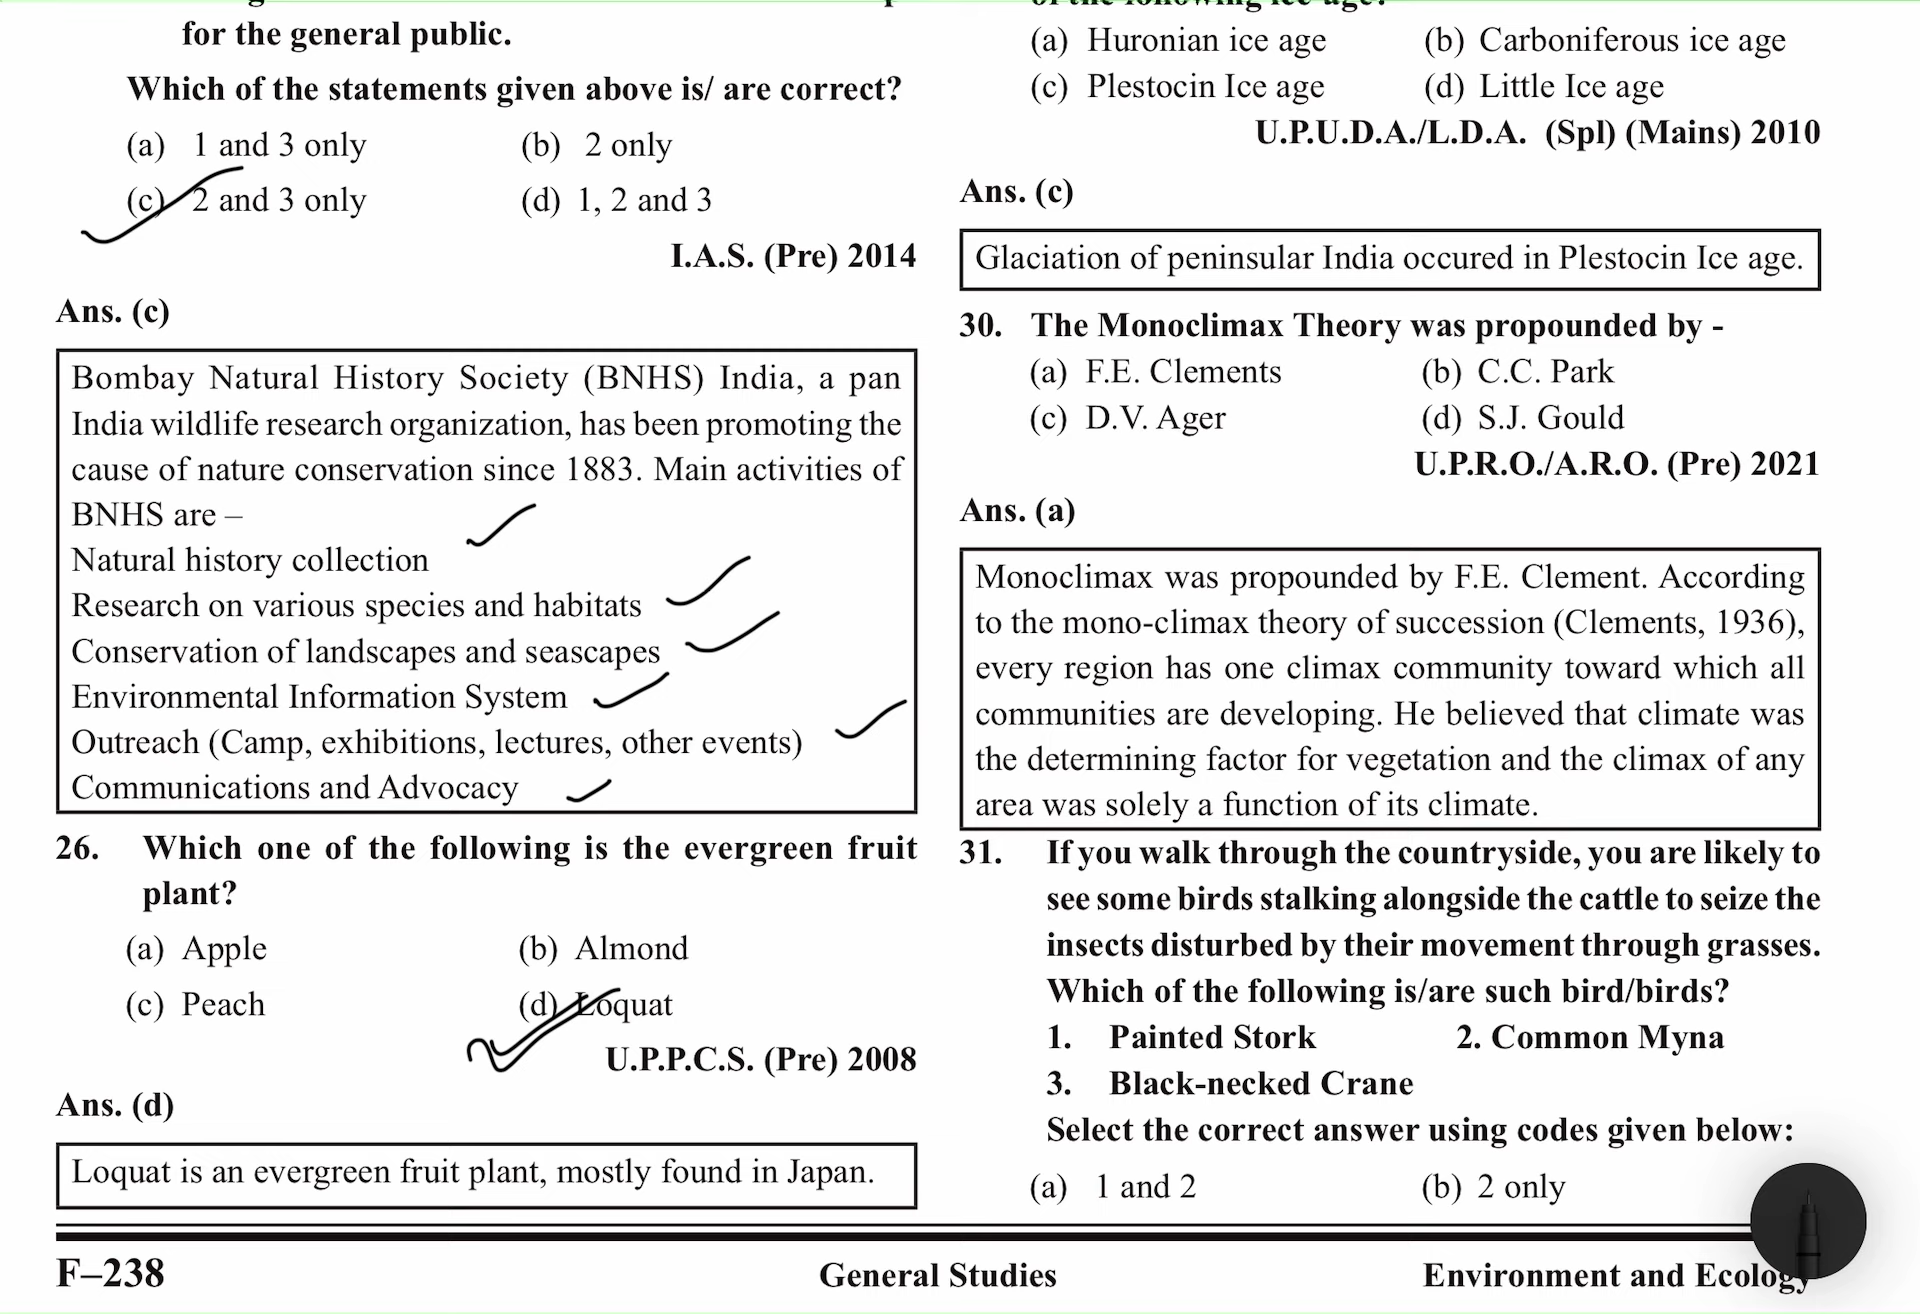 for the general public.
Which of the statements given above is/ are correct?
(a) 1 and 3 only (b) 2 only
(c) 2 and 3 only (d) 1, 2 and 3
I.A.S. (Pre) 2014
Ans. (c)
Bombay Natural History Society (BNHS) India, a pan
India wildlife research organization, has been promoting the
cause of nature conservation since 1883. Main activities of
BNHS are –
Natural history collection
Research on various species and habitats
Conservation of landscapes and seascapes
Environmental Information System
Outreach (Camp, exhibitions, lectures, other events)
Communications and Advocacy
26. Which one of the following is the evergreen fruit
plant?
(a) Apple (b) Almond
(c) Peach (d) Loquat
U.P.P.C.S. (Pre) 2008
Ans. (d)
Loquat is an evergreen fruit plant, mostly found in Japan.
of the following ice age?
(a) Huronian ice age (b) Carboniferous ice age
(c) Plestocin Ice age (d) Little Ice age
U.P.U.D.A./L.D.A. (Spl) (Mains) 2010
Ans. (c)
Glaciation of peninsular India occured in Plestocin Ice age.
30. The Monoclimax Theory was propounded by -
(a) F.E. Clements (b) C.C. Park
(c) D.V. Ager (d) S.J. Gould
U.P.R.O./A.R.O. (Pre) 2021
Ans. (a)
Monoclimax was propounded by F.E. Clement. According
to the mono-climax theory of succession (Clements, 1936),
every region has one climax community toward which all
communities are developing. He believed that climate was
the determining factor for vegetation and the climax of any
area was solely a function of its climate.
31. If you walk through the countryside, you are likely to
see some birds stalking alongside the cattle to seize the
insects disturbed by their movement through grasses.
Which of the following is/are such bird/birds?
1. Painted Stork 2. Common Myna
3. Black-necked Crane
Select the correct answer using codes given below:
(a) 1 and 2 (b) 2 only
F–238 General Studies Environment and Ecology